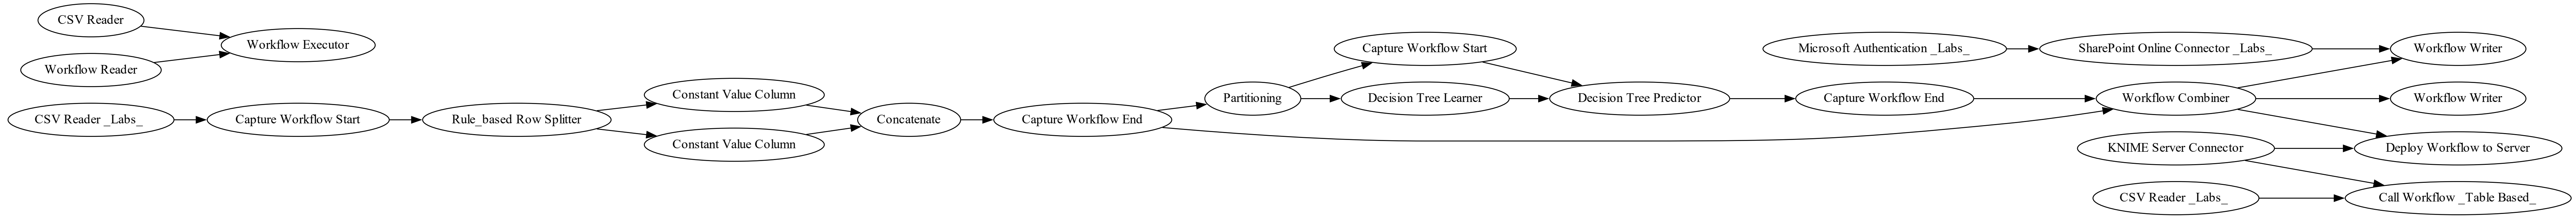 CSV Reader
Workflow Reader
Workflow Executor
CSV Reader _Labs_
Capture Workflow Start
Rule_based Row Splitter
Constant Value Column
Constant Value Column
Concatenate
Capture Workflow End
Partitioning
Capture Workflow Start
Decision Tree Learner
Decision Tree Predictor
Capture Workflow End
Microsoft Authentication _Labs_
SharePoint Online Connector _Labs_
Workflow Combiner
KNIME Server Connector
CSV Reader _Labs_
Workflow Writer
Workflow Writer
Deploy Workflow to Server
Call Workflow _Table Based_